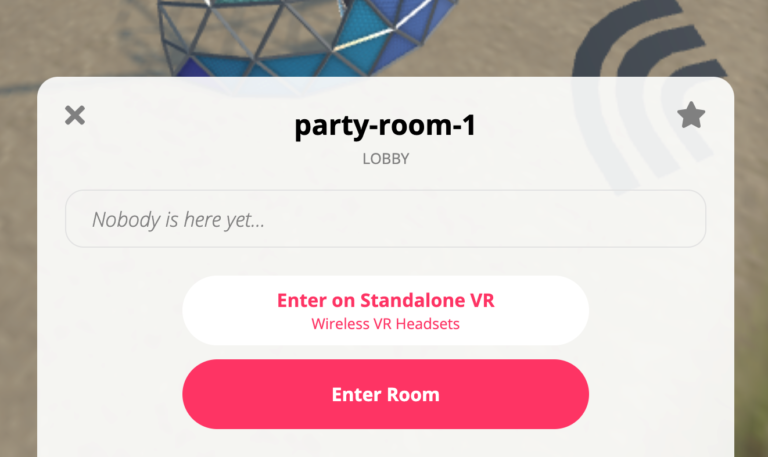 party-room-1
LOBBY
Nobody is here yet...
Enter on Standalone VR
Wireless VR Headsets
Enter Room